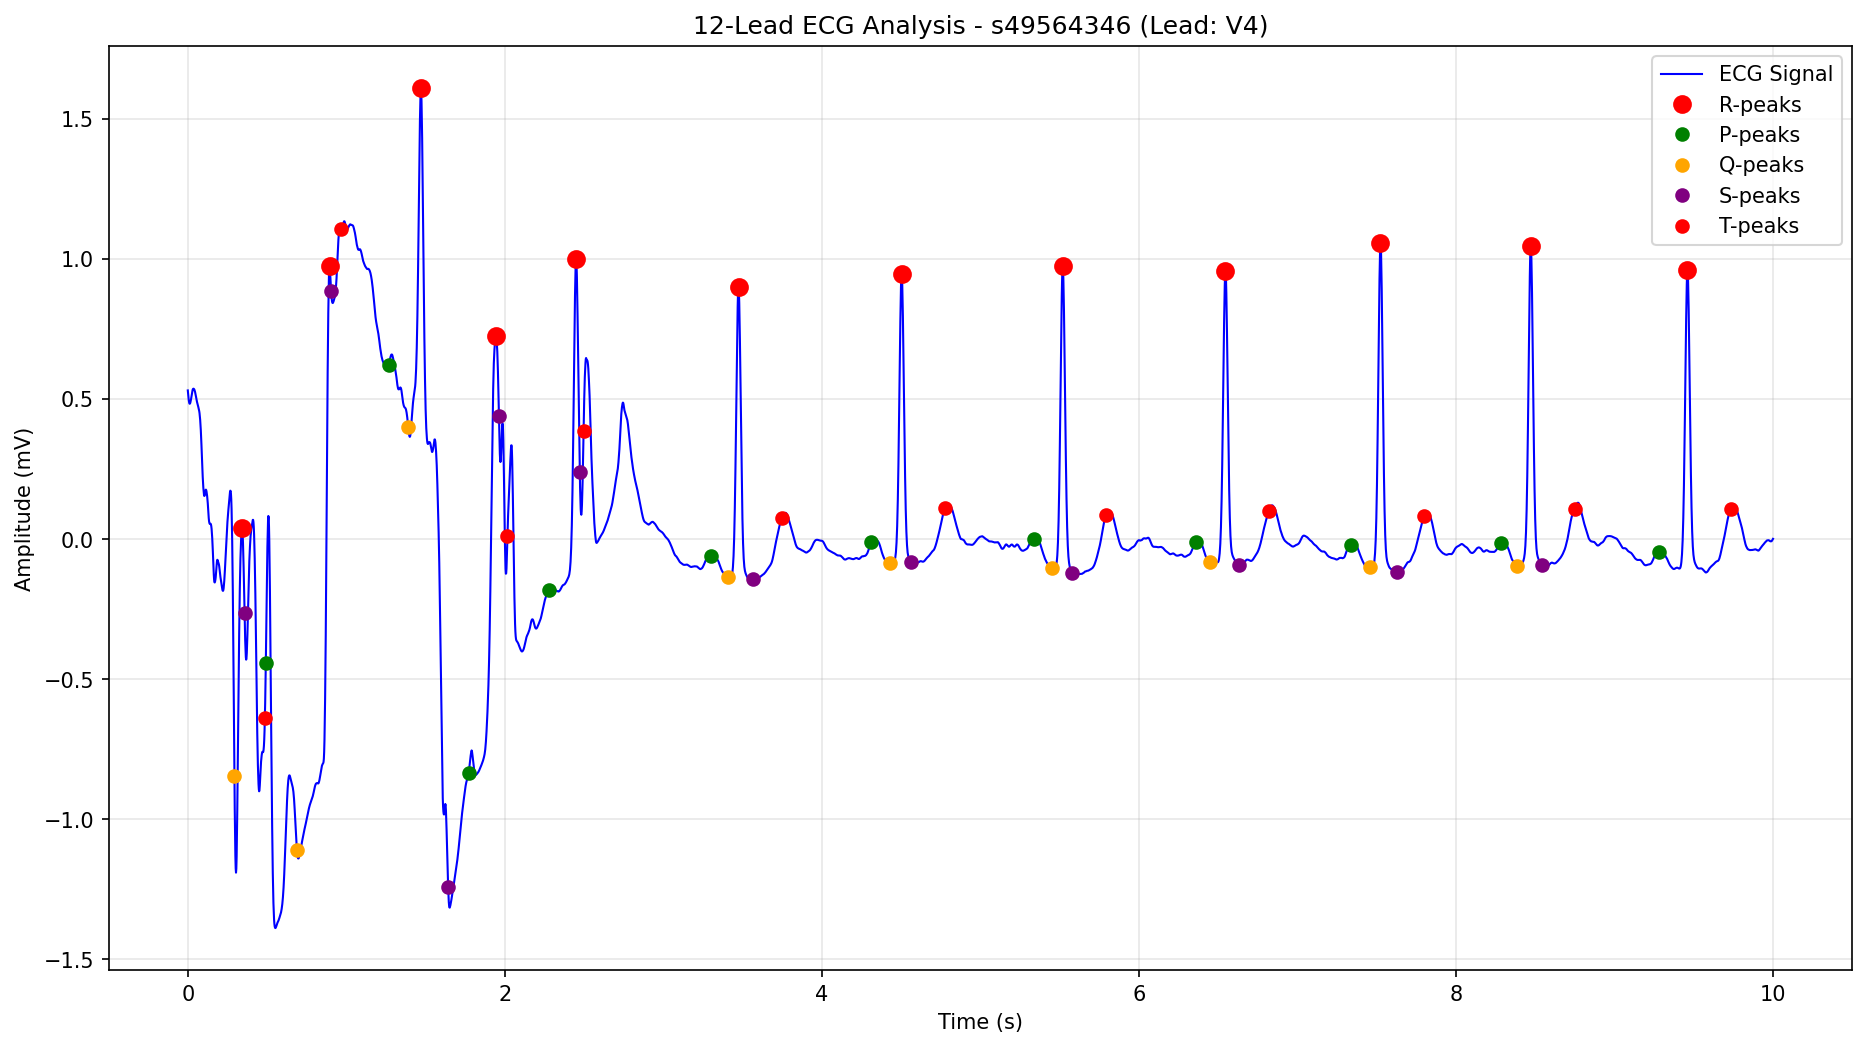 12-Lead ECG Analysis - s49564346 (Lead: V4)
ECG Signal
R-peaks
P-peaks
Q-peaks
S-peaks
T-peaks
Amplitude (mV)
1.5
1.0
0.5
0.0
−0.5
−1.0
−1.5
0 2 4 6 8 10
Time (s)